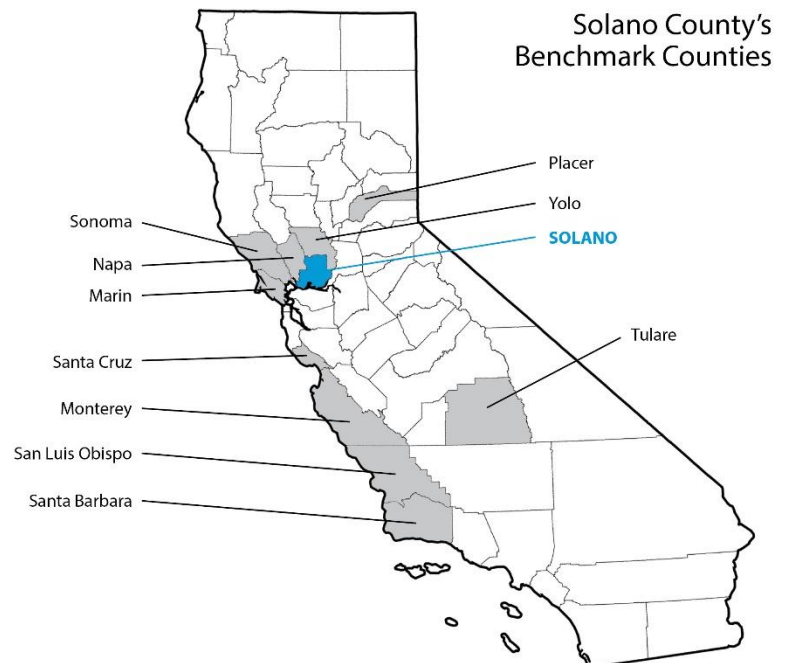 Solano County's
Benchmark Counties
Placer
Yolo
SOLANO
Sonoma
Napa
Marin
Tulare
Santa Cruz
Monterey
San Luis Obispo
Santa Barbara